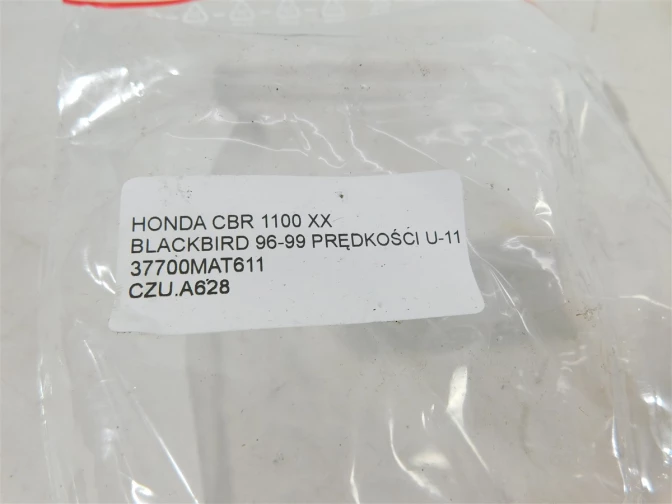 HONDA CBR 1100 XX
BLACKBIRD 96-99 PRĘDKOŚCI U-11
37700MAT611
CZU.A628